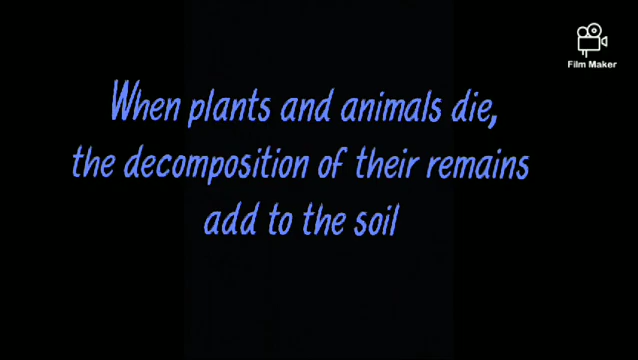 Film Maker
When plants and animals die,
the decomposition of their remains
add to the soil